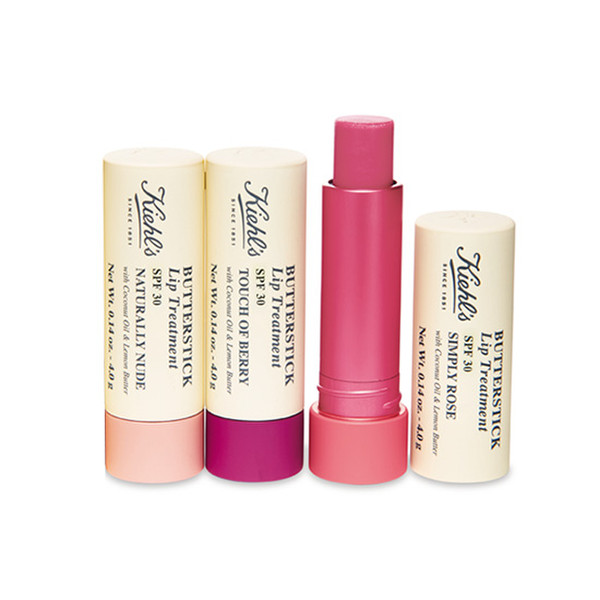 Kiehl's
SINCE 1851
BUTTERSTICK
Lip Treatment
SPF 30
NATURALLY NUDE
with Coconut Oil & Lemon Butter
Net Wt. 0.14 oz. - 4.0 g
Kiehl's
SINCE 1851
BUTTERSTICK
Lip Treatment
SPF 30
TOUCH OF BERRY
with Coconut Oil & Lemon Butter
Net Wt. 0.14 oz. - 4.0 g
Kiehl's
SINCE 1851
BUTTERSTICK
Lip Treatment
SPF 30
SIMPLY ROSE
with Coconut Oil & Lemon Butter
Net Wt. 0.14 oz. - 4.0 g